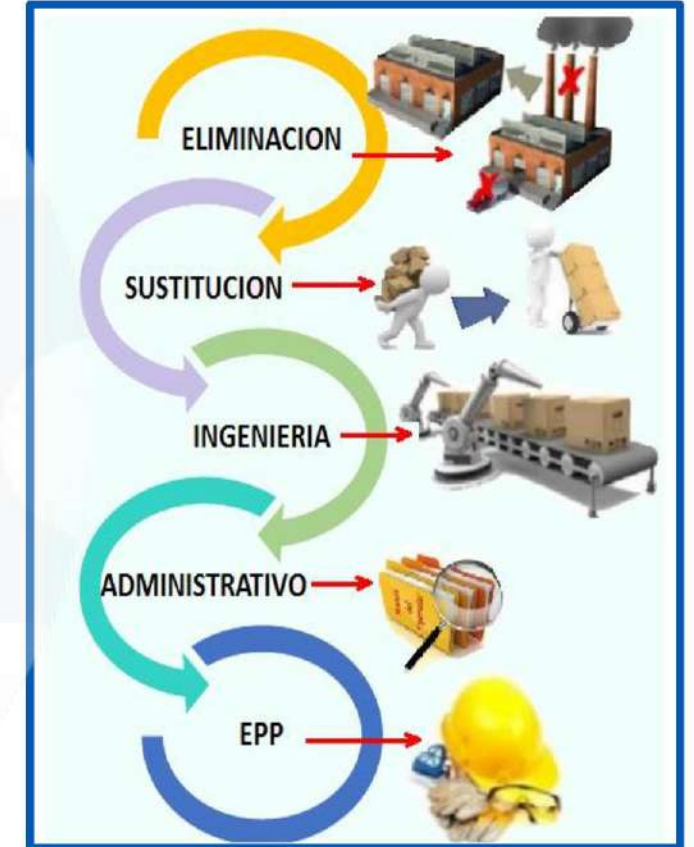 ELIMINACION
SUSTITUCION
INGENIERIA
ADMINISTRATIVO
EPP